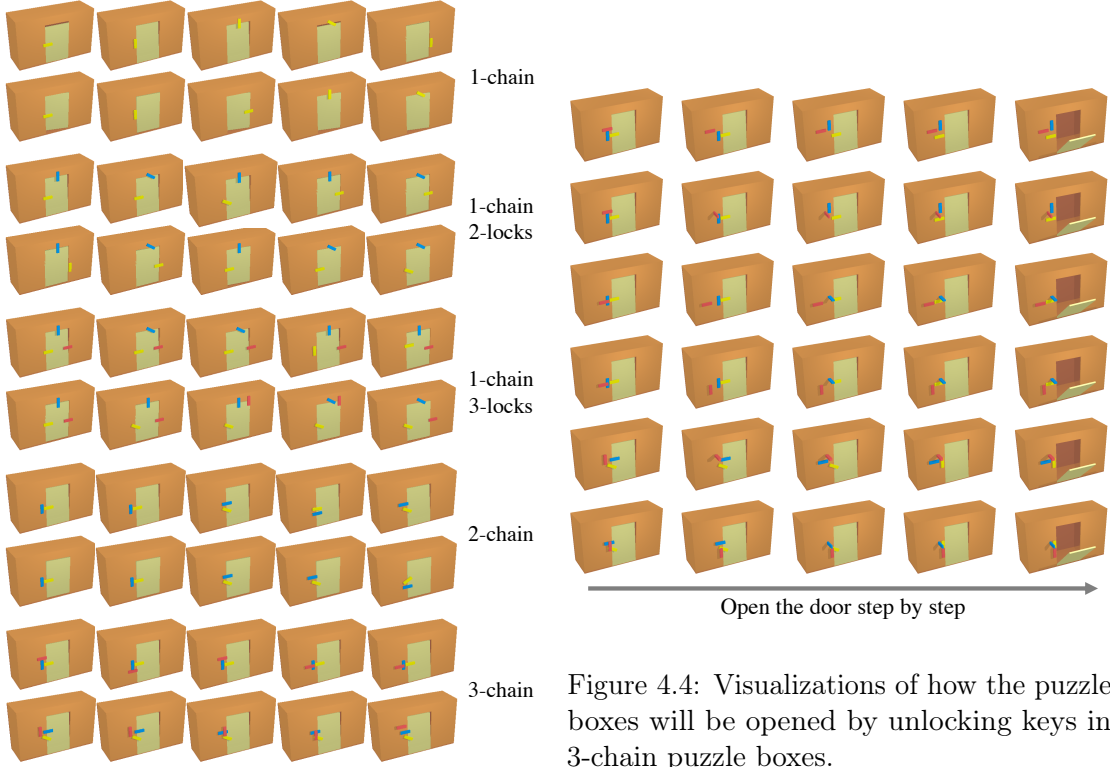 1-chain
1-chain
2-locks
1-chain
3-locks
2-chain
3-chain
Open the door step by step
Figure 4.4: Visualizations of how the puzzle
boxes will be opened by unlocking keys in
3-chain puzzle boxes.